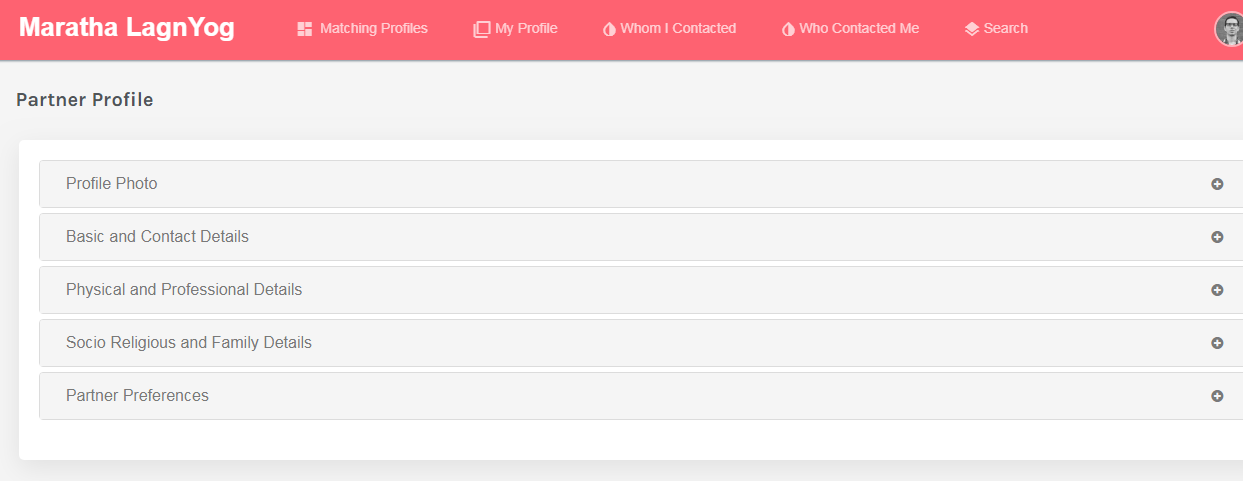 Maratha LagnYog
Matching Profiles
My Profile
Whom I Contacted
Who Contacted Me
Search
Partner Profile
Profile Photo
Basic and Contact Details
Physical and Professional Details
Socio Religious and Family Details
Partner Preferences